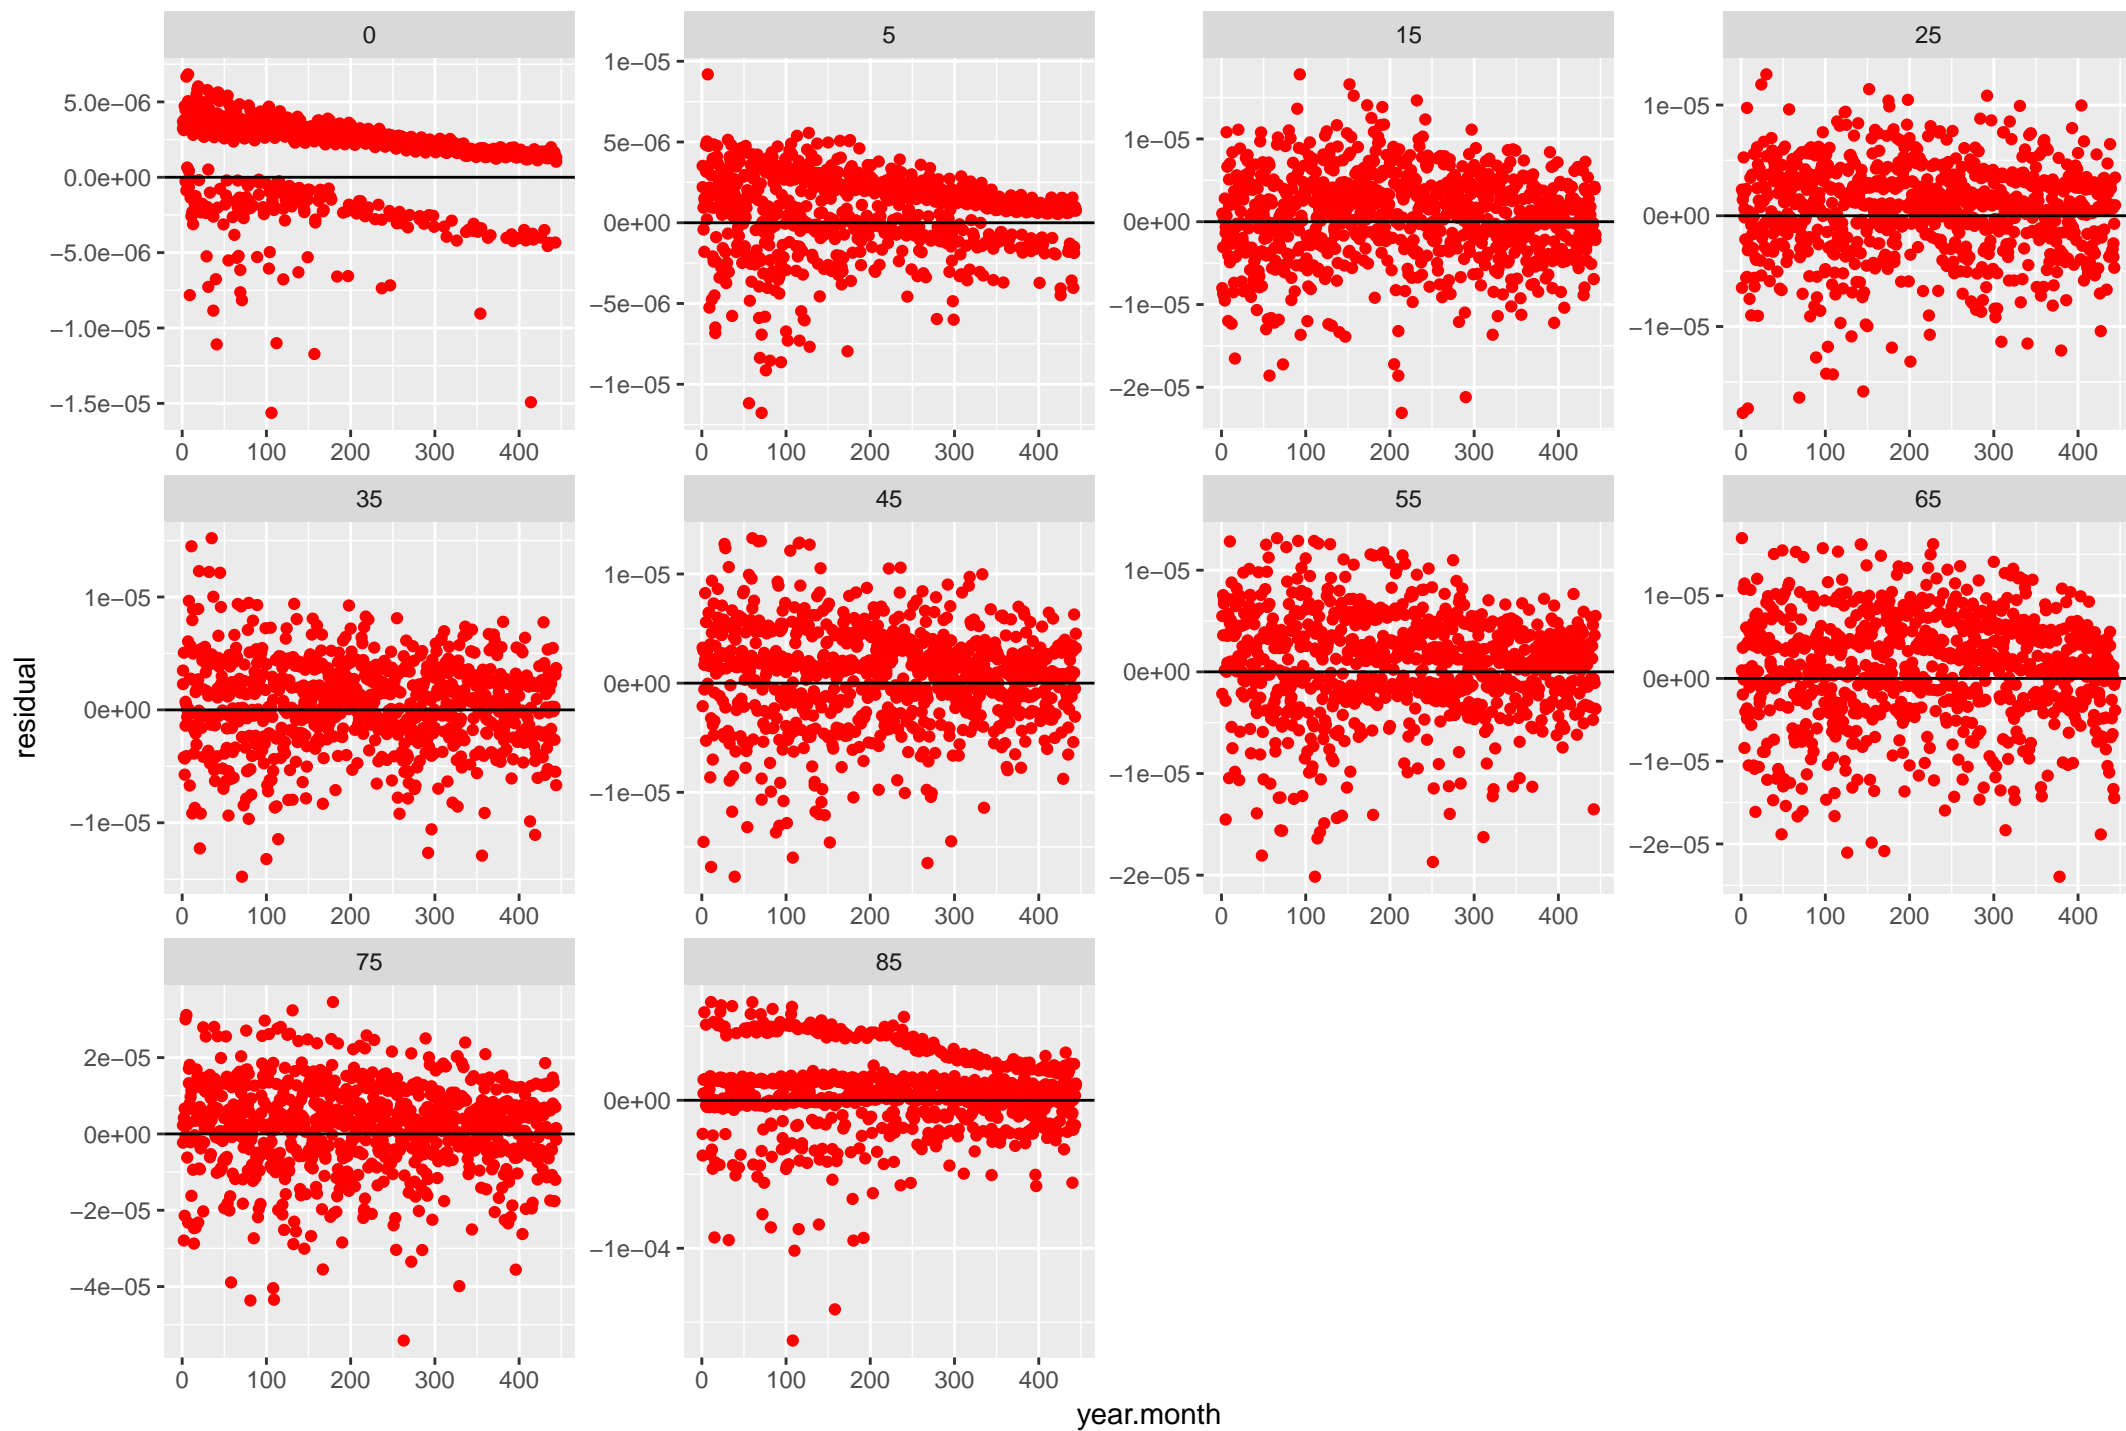 0 5 15 25
5.0e−06
0.0e+00
−5.0e−06
−1.0e−05
−1.5e−05
1e−05
5e−06
0e+00
−5e−06
−1e−05
1e−05
0e+00
−1e−05
−2e−05
1e−05
0e+00
−1e−05
0 100 200 300 400 0 100 200 300 400 0 100 200 300 400 0 100 200 300 400
35 45 55 65
1e−05
0e+00
−1e−05
1e−05
0e+00
−1e−05
1e−05
0e+00
−1e−05
−2e−05
1e−05
0e+00
−1e−05
−2e−05
0 100 200 300 400 0 100 200 300 400 0 100 200 300 400 0 100 200 300 400
75 85
2e−05
0e+00
−2e−05
−4e−05
0e+00
−1e−04
0 100 200 300 400 0 100 200 300 400
residual
year.month